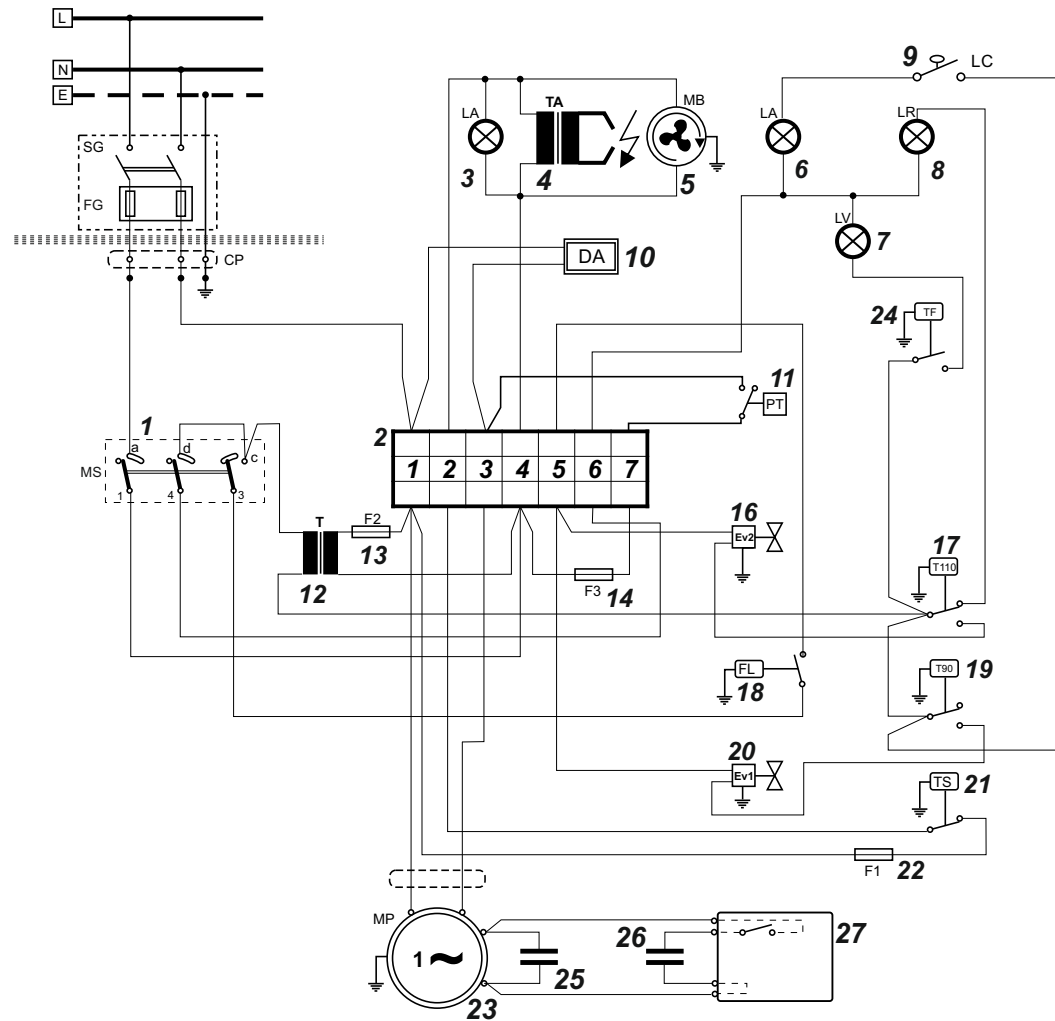 L
N
E
SG
FG
CP
LA
3
TA
4
MB
5
9
LC
LA
6
LR
8
LV
7
DA
10
24
TF
11
PT
1
a
d
c
MS
1
4
3
2
1 2 3 4 5 6 7
T
12
F2
13
F3
14
16
Ev2
17
T110
FL
18
T90
19
20
Ev1
TS
21
F1
22
MP
1
23
25
26
27